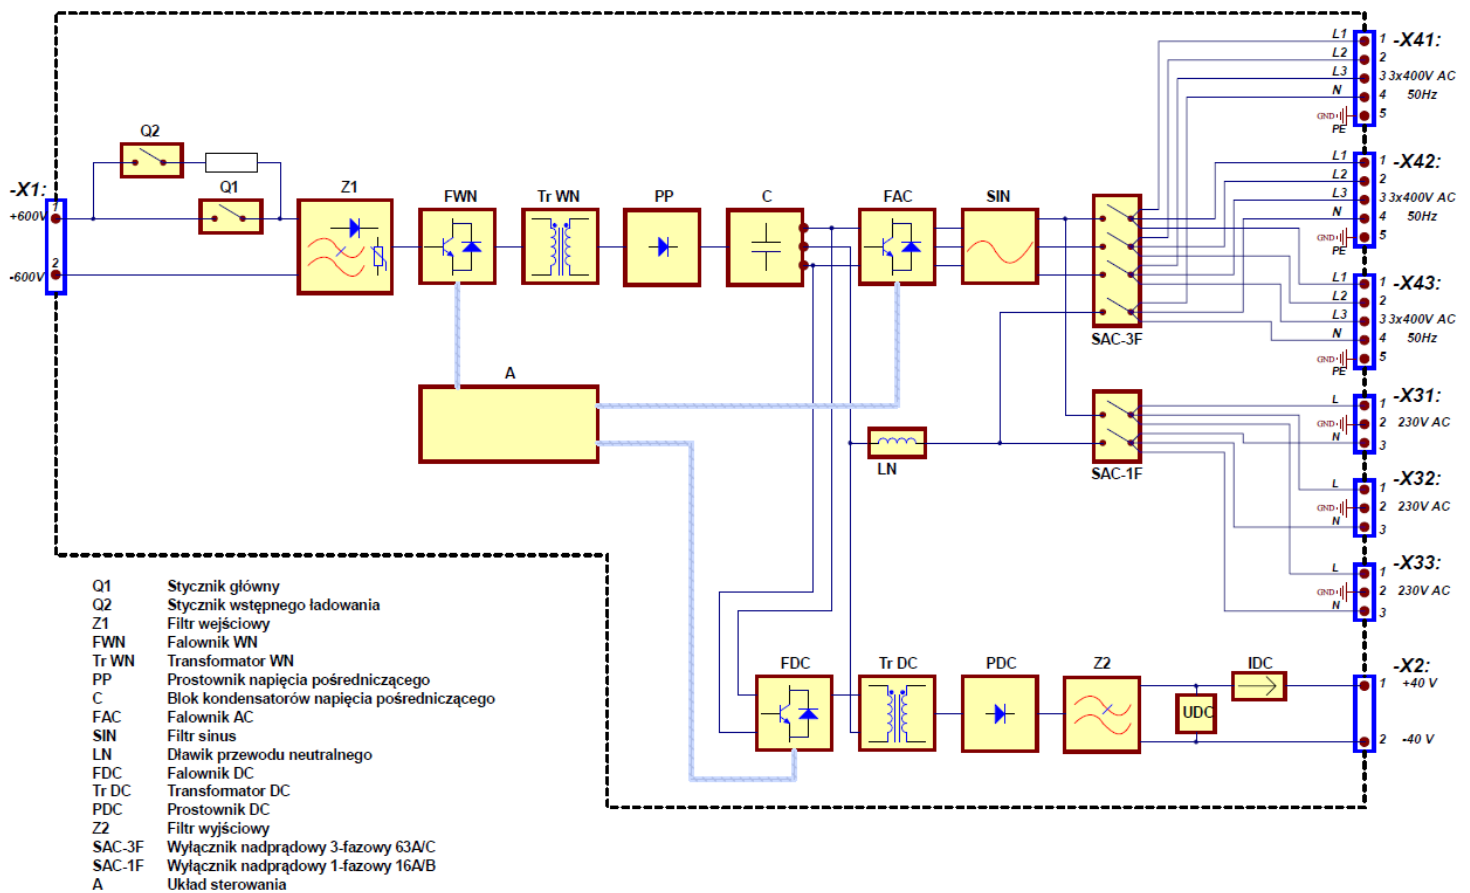 L1 1 -X41:
L2 2
L3 3 3x400V AC
N 4 50Hz
GND 5
PE
L1 1 -X42:
L2 2
L3 3 3x400V AC
N 4 50Hz
GND 5
PE
L1 1 -X43:
L2 2
L3 3 3x400V AC
N 4 50Hz
GND 5
PE
L 1 -X31:
GND 2 230V AC
N 3
L 1 -X32:
GND 2 230V AC
N 3
L 1 -X33:
GND 2 230V AC
N 3
-X2:
1 +40 V
2 -40 V
-X1:
+600V 1
-600V 2
Q2
Q1
Z1
FWN
Tr WN
PP
C
FAC
SIN
SAC-3F
A
LN
SAC-1F
FDC
Tr DC
PDC
Z2
UDC
IDC
Q1 Stycznik główny
Q2 Stycznik wstępnego ładowania
Z1 Filtr wejściowy
FWN Falownik WN
Tr WN Transformator WN
PP Prostownik napięcia pośredniczącego
C Blok kondensatorów napięcia pośredniczącego
FAC Falownik AC
SIN Filtr sinus
LN Dławik przewodu neutralnego
FDC Falownik DC
Tr DC Transformator DC
PDC Prostownik DC
Z2 Filtr wyjściowy
SAC-3F Wyłącznik nadprądowy 3-fazowy 63A/C
SAC-1F Wyłącznik nadprądowy 1-fazowy 16A/B
A Układ sterowania